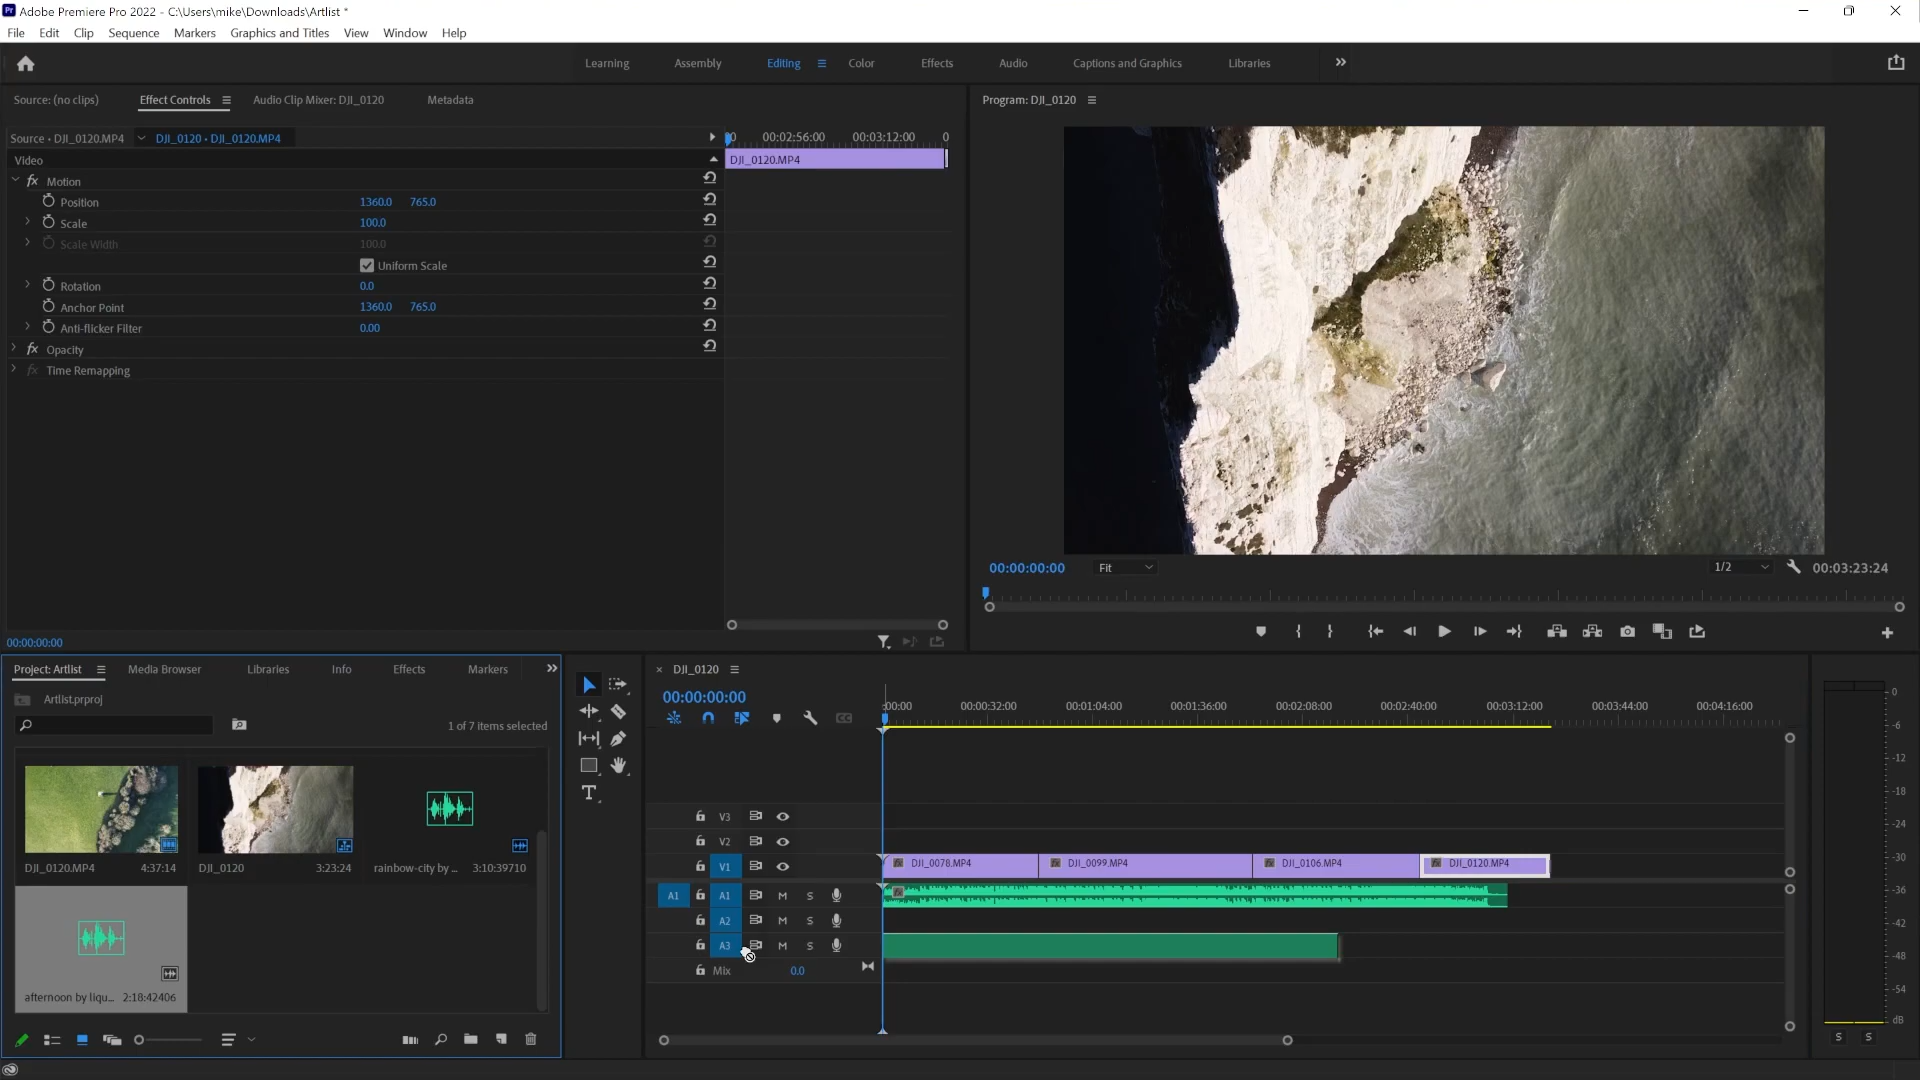 Pr Adobe Premiere Pro 2022 - C:\Users\mike\Downloads\Artlist *
File Edit Clip Sequence Markers Graphics and Titles View Window Help
Learning Assembly Editing Color Effects Audio Captions and Graphics Libraries
Source: (no clips) Effect Controls Audio Clip Mixer: DJI_0120 Metadata
Source • DJI_0120.MP4 DJI_0120 • DJI_0120.MP4
00:02:56:00 00:03:12:00 0
Video
DJI_0120.MP4
fx Motion
Position 1360.0 765.0
Scale 100.0
Scale Width 100.0
Uniform Scale
Rotation 0.0
Anchor Point 1360.0 765.0
Anti-flicker Filter 0.00
fx Opacity
fx Time Remapping
00:00:00:00
Program: DJI_0120
00:00:00:00 Fit 1/2 00:03:23:24
Project: Artlist Media Browser Libraries Info Effects Markers
Artlist.prproj
1 of 7 items selected
DJI_0120.MP4 4:37:14
DJI_0120 3:23:24
rainbow-city by ... 3:10:39710
afternoon by liqu... 2:18:42406
T
DJI_0120
00:00:00:00
:00:00 00:00:32:00 00:01:04:00 00:01:36:00 00:02:08:00 00:02:40:00 00:03:12:00 00:03:44:00 00:04:16:00
V3
V2
V1 DJI_0078.MP4 DJI_0099.MP4 DJI_0106.MP4 DJI_0120.MP4
A1 A1 M S
A2 M S
A3 M S
Mix 0.0
0
-6
-12
-18
-24
-30
-36
-42
-48
-54
dB
S S